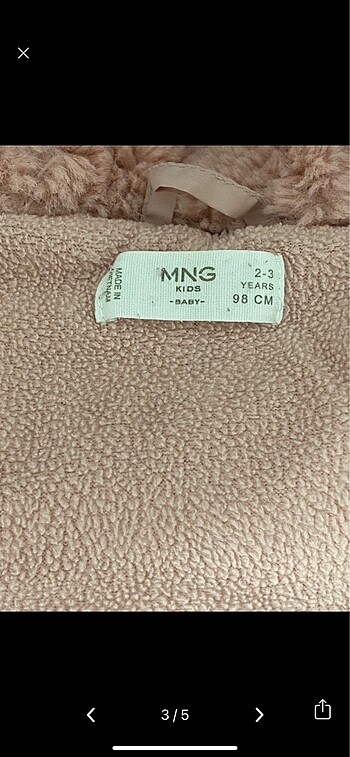 MNG
KIDS
-BABY-
2-3
YEARS
98 CM
MADE IN
VIETNAM
3/5